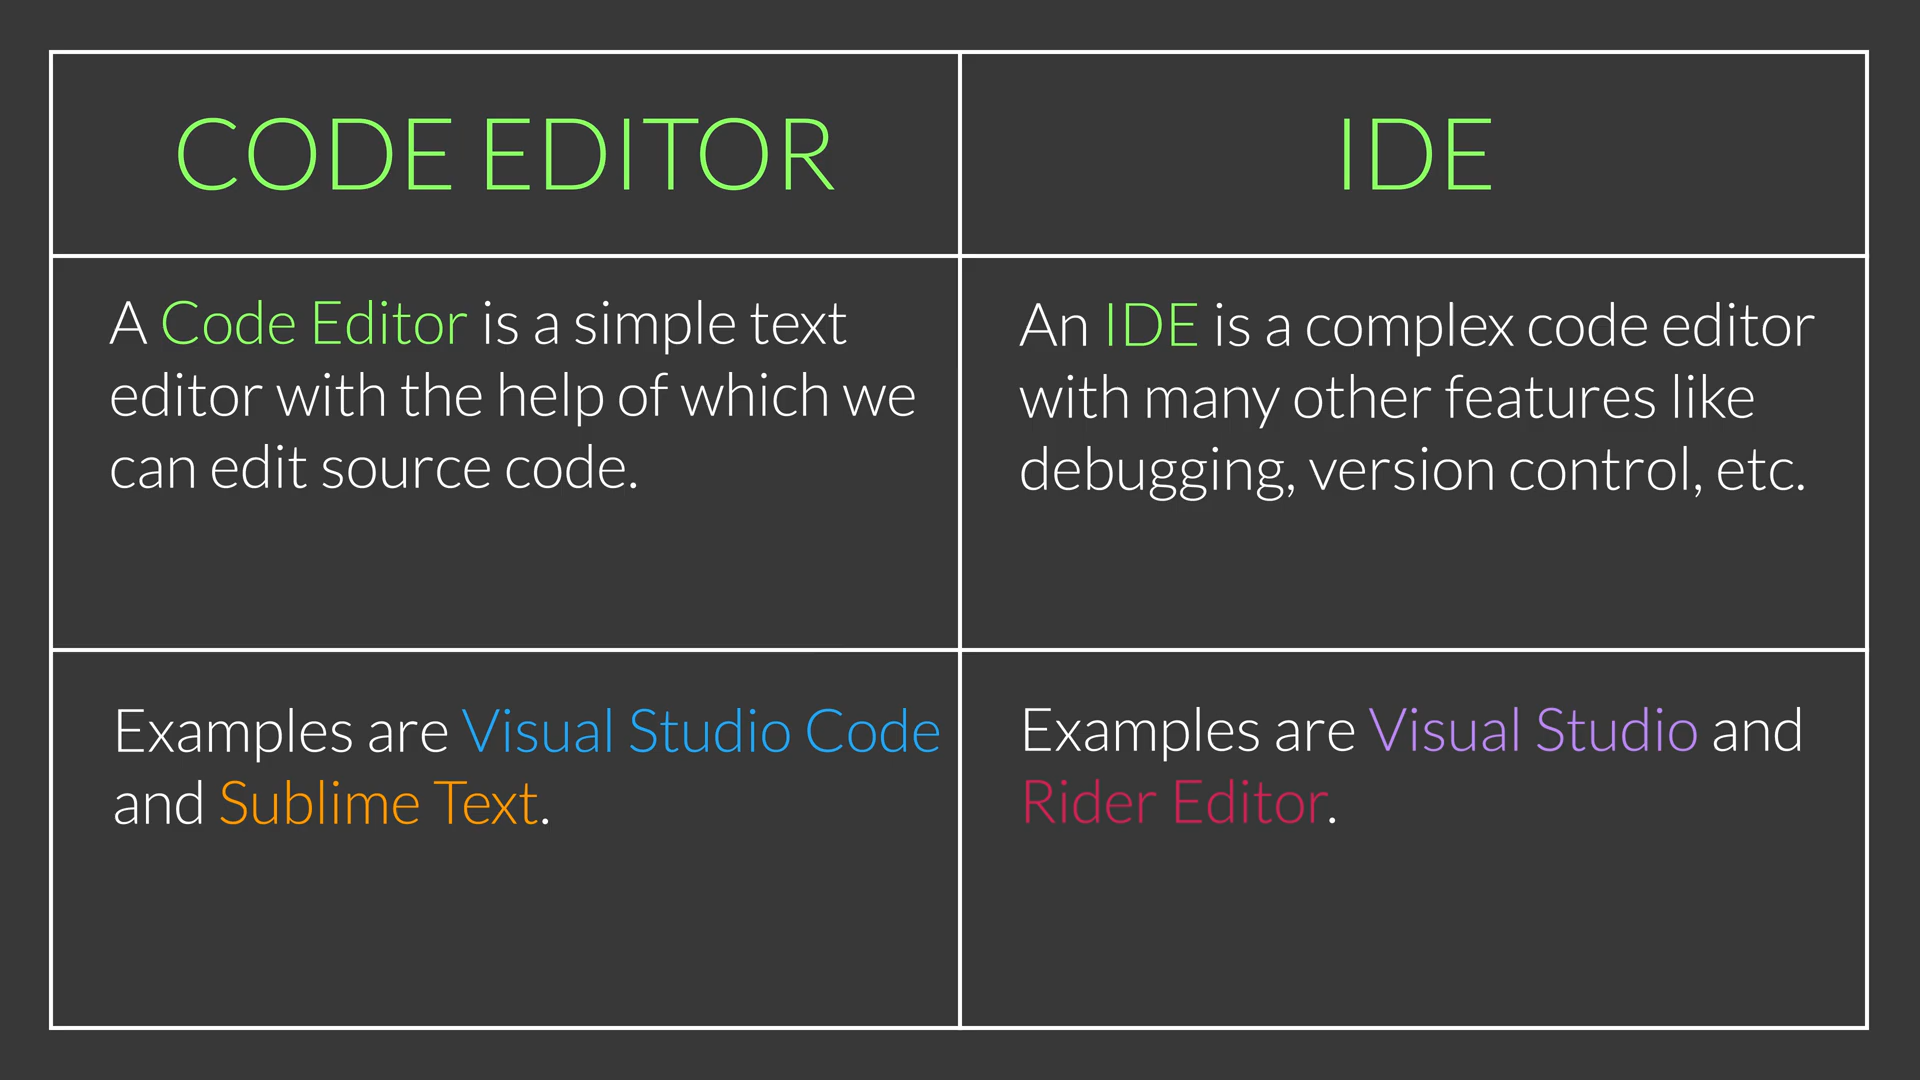 CODE EDITOR
IDE
A Code Editor is a simple text
editor with the help of which we
can edit source code.
An IDE is a complex code editor
with many other features like
debugging, version control, etc.
Examples are Visual Studio Code
and Sublime Text.
Examples are Visual Studio and
Rider Editor.